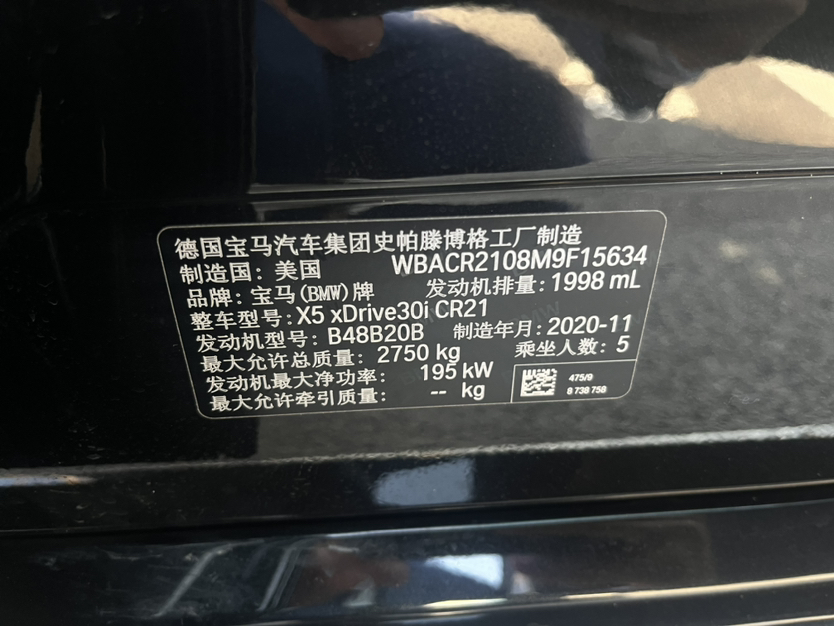 德国宝马汽车集团史帕滕博格工厂制造
制造国：美国 WBACR2108M9F15634
品牌：宝马(BMW)牌 发动机排量：1998 mL
整车型号：X5 xDrive30i CR21
发动机型号：B48B20B 制造年月：2020-11
最大允许总质量：2750 kg 乘坐人数：5
发动机最大净功率：195 kW
最大允许牵引质量：-- kg
475/9
8 738 758